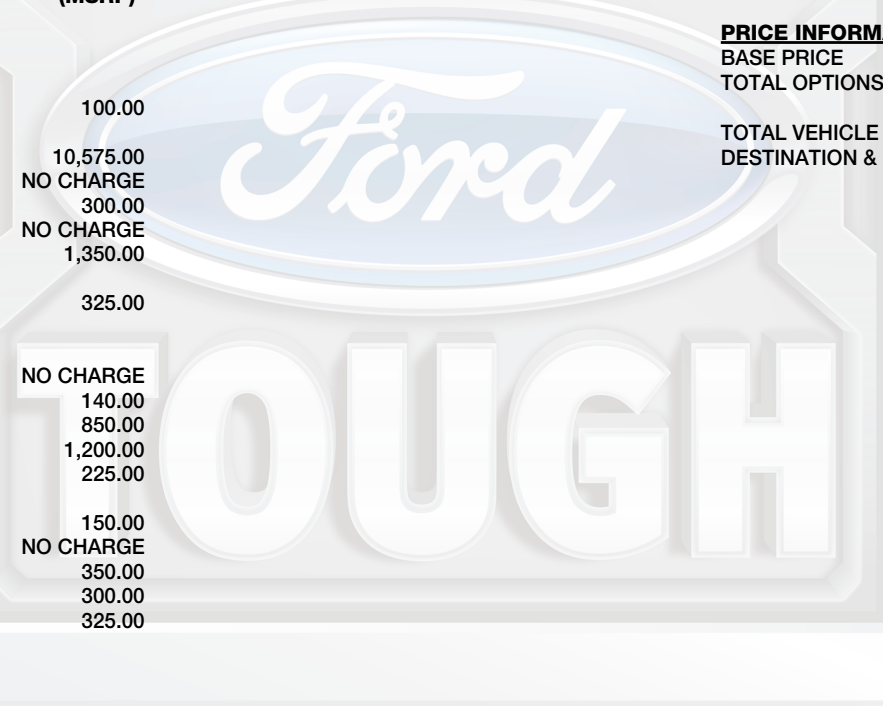 (MSRP)
100.00
10,575.00
NO CHARGE
300.00
NO CHARGE
1,350.00
325.00
NO CHARGE
140.00
850.00
1,200.00
225.00
150.00
NO CHARGE
350.00
300.00
325.00
PRICE INFORMA
BASE PRICE
TOTAL OPTIONS
TOTAL VEHICLE
DESTINATION &
Ford
TOUGH